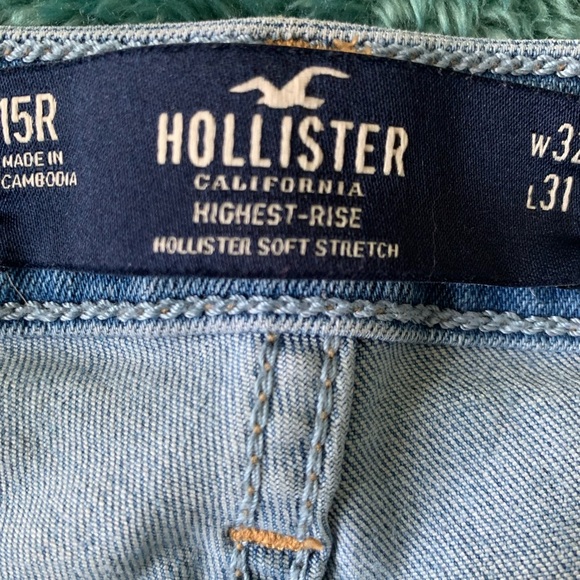 15R
MADE IN
CAMBODIA
HOLLISTER
CALIFORNIA
HIGHEST-RISE
HOLLISTER SOFT STRETCH
W32
L31